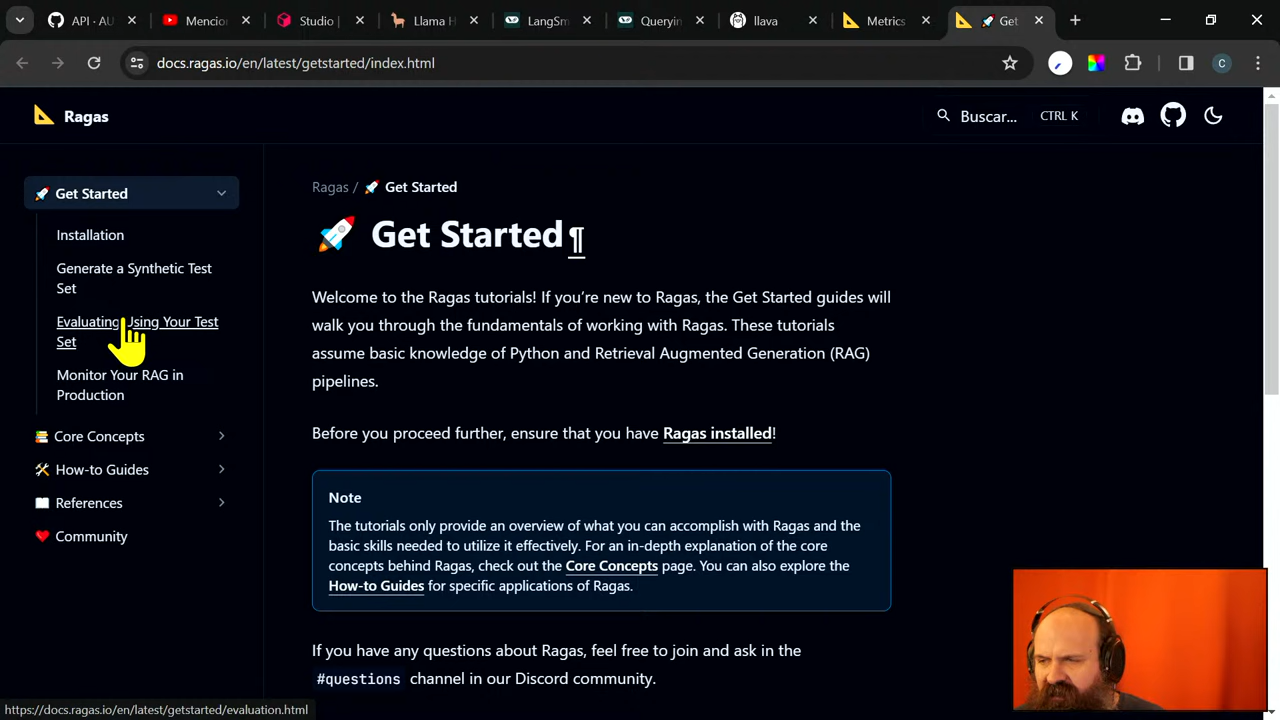 API - AU
Mencio
Studio |
Llama H
LangSm
Queryin
llava
Metrics
Get
docs.ragas.io/en/latest/getstarted/index.html
C
Ragas
Buscar...
CTRL K
Get Started
Installation
Generate a Synthetic Test
Set
Evaluating Using Your Test
Set
Monitor Your RAG in
Production
Core Concepts
How-to Guides
References
Community
Ragas / 🚀 Get Started
🚀 Get Started¶
Welcome to the Ragas tutorials! If you’re new to Ragas, the Get Started guides will
walk you through the fundamentals of working with Ragas. These tutorials
assume basic knowledge of Python and Retrieval Augmented Generation (RAG)
pipelines.
Before you proceed further, ensure that you have Ragas installed!
Note
The tutorials only provide an overview of what you can accomplish with Ragas and the
basic skills needed to utilize it effectively. For an in-depth explanation of the core
concepts behind Ragas, check out the Core Concepts page. You can also explore the
How-to Guides for specific applications of Ragas.
If you have any questions about Ragas, feel free to join and ask in the
#questions channel in our Discord community.
https://docs.ragas.io/en/latest/getstarted/evaluation.html